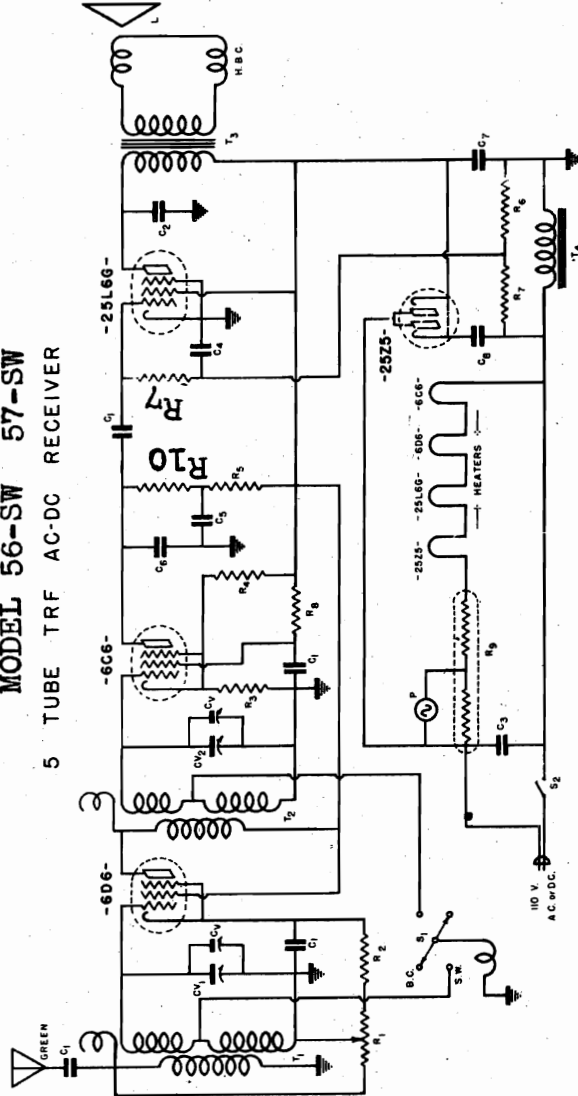 MODEL 56-SW 57-SW
5 TUBE TRF AC-DC RECEIVER
GREEN
C1
T1
CV1
CV
C1
R1
R2
-6D6-
T2
CV2
CV
R3
C1
R8
R4
-6C6-
C6
C5
R10
R5
C1
R7
C4
-25L6G-
C2
T3
H.B.C.
L
B.C.
S.W.
S1
110 V.
A.C. or D.C.
S2
C3
P
R9
-25Z5-
-25L6G-
-6D6-
-6C6-
HEATERS
-25Z5-
C8
R7
R6
C7
T4